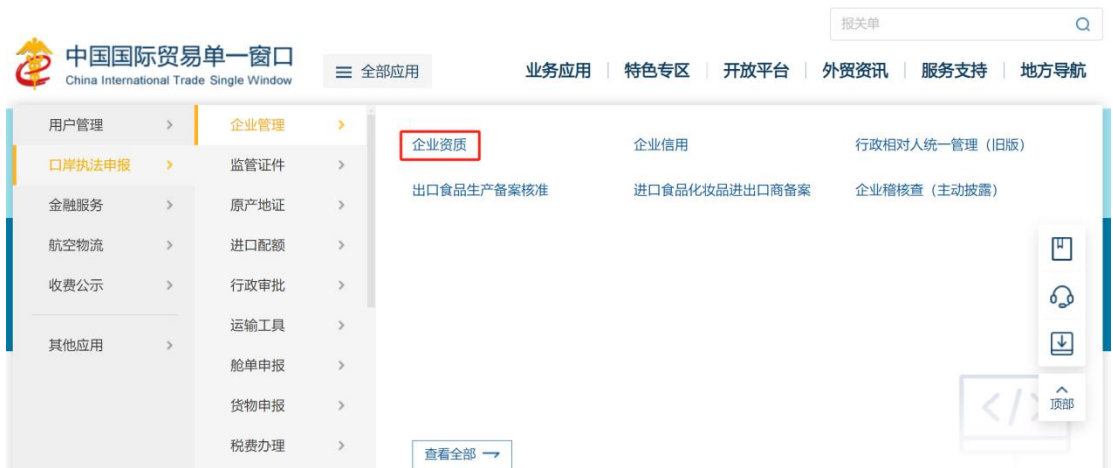 报关单
中国国际贸易单一窗口
China International Trade Single Window
全部应用
业务应用
特色专区
开放平台
外贸资讯
服务支持
地方导航
用户管理
口岸执法申报
金融服务
航空物流
收费公示
其他应用
企业管理
监管证件
原产地证
进口配额
行政审批
运输工具
舱单申报
货物申报
税费办理
企业资质
企业信用
行政相对人统一管理（旧版）
出口食品生产备案核准
进口食品化妆品进出口商备案
企业稽核查（主动披露）
顶部
查看全部